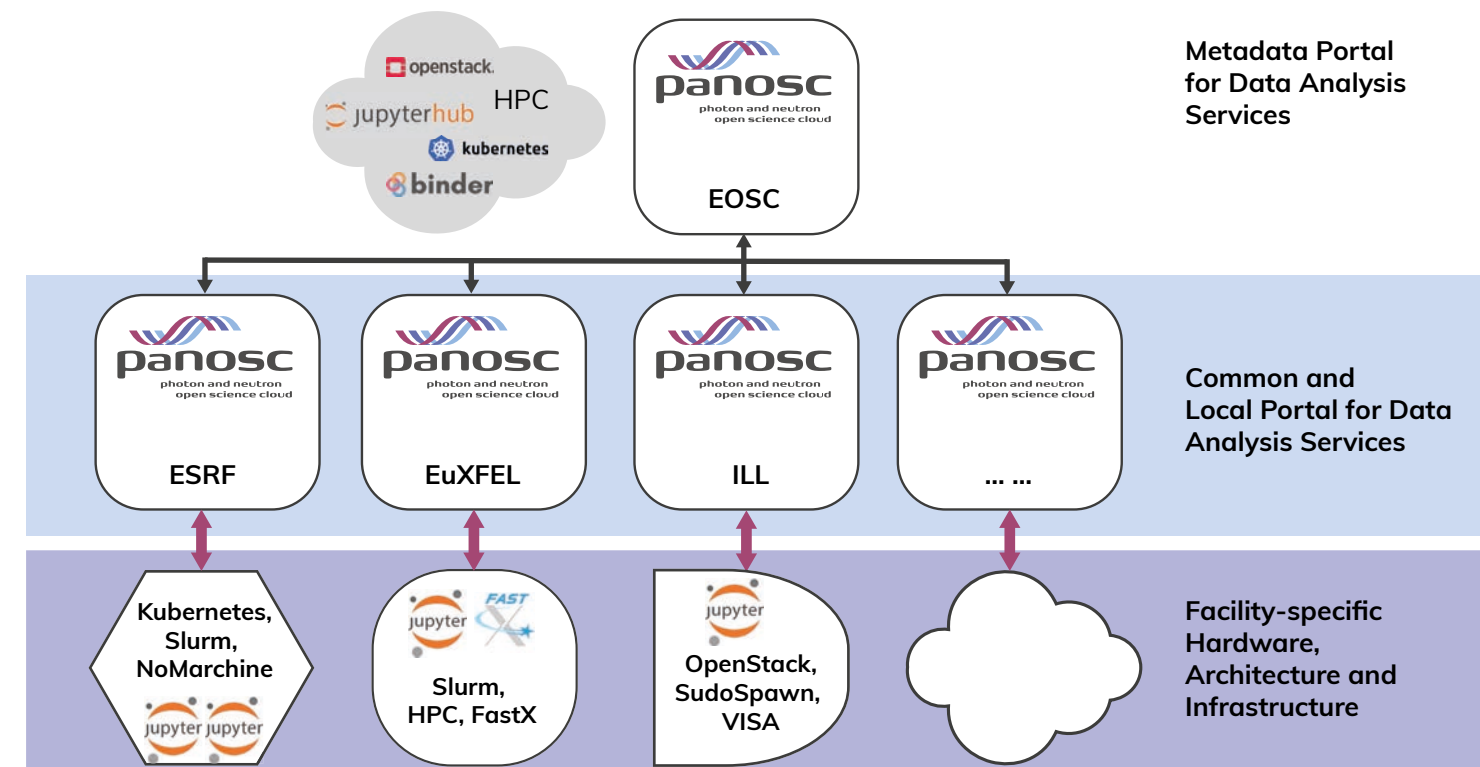 openstack.
HPC
jupyterhub
kubernetes
binder
panosc
photon and neutron
open science cloud
EOSC
Metadata Portal
for Data Analysis
Services
panosc
photon and neutron
open science cloud
ESRF
panosc
photon and neutron
open science cloud
EuXFEL
panosc
photon and neutron
open science cloud
ILL
panosc
photon and neutron
open science cloud
... ...
Common and
Local Portal for Data
Analysis Services
Kubernetes,
Slurm,
NoMarchine
jupyter jupyter
jupyter
FAST
X
Slurm,
HPC, FastX
jupyter
OpenStack,
SudoSpawn,
VISA
Facility-specific
Hardware,
Architecture and
Infrastructure